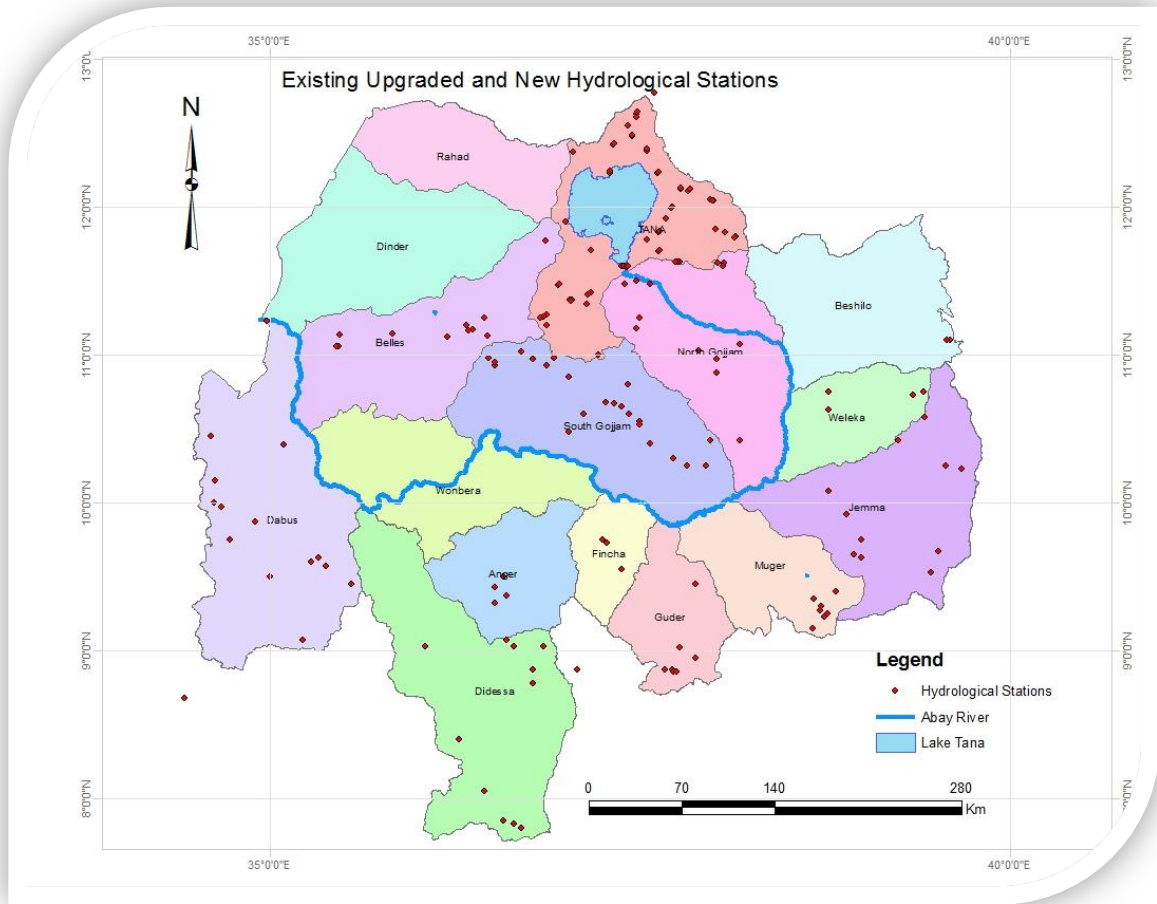 35°0'0"E 40°0'0"E
13°0'0"N
Existing Upgraded and New Hydrological Stations
N
Rahad
12°0'0"N 12°0'0"N
TANA
Dinder
Beshilo
Belles
11°0'0"N 11°0'0"N
North Gojjam
Weleka
South Gojjam
Wonbera
10°0'0"N 10°0'0"N
Jemma
Dabus
Fincha
Muger
Anger
Guder
9°0'0"N 9°0'0"N
Legend
Hydrological Stations
Didessa
Abay River
Lake Tana
0 70 140 280
Km
8°0'0"N
35°0'0"E 40°0'0"E